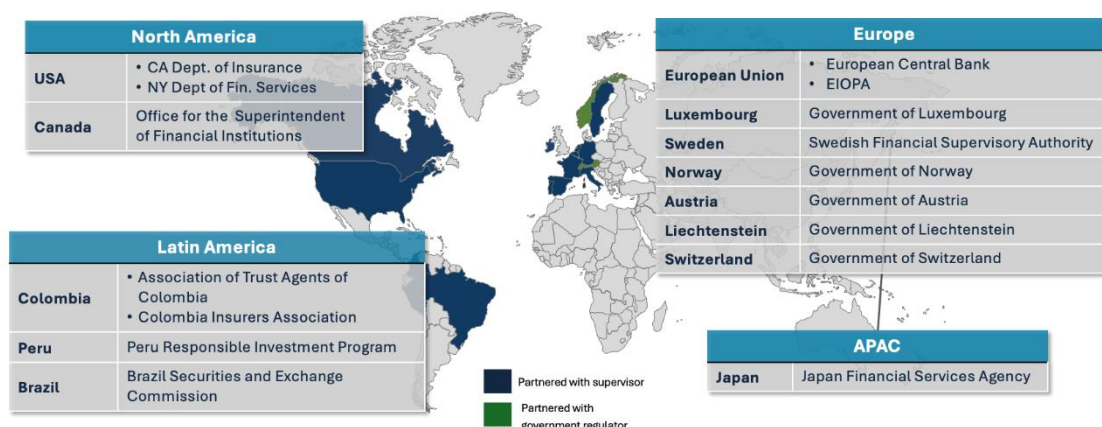 North America
USA
• CA Dept. of Insurance
• NY Dept of Fin. Services
Canada
Office for the Superintendent
of Financial Institutions
Latin America
Colombia
• Association of Trust Agents of
Colombia
• Colombia Insurers Association
Peru
Peru Responsible Investment Program
Brazil
Brazil Securities and Exchange
Commission
Partnered with supervisor
Partnered with
government regulator
Europe
European Union
• European Central Bank
• EIOPA
Luxembourg
Government of Luxembourg
Sweden
Swedish Financial Supervisory Authority
Norway
Government of Norway
Austria
Government of Austria
Liechtenstein
Government of Liechtenstein
Switzerland
Government of Switzerland
APAC
Japan
Japan Financial Services Agency